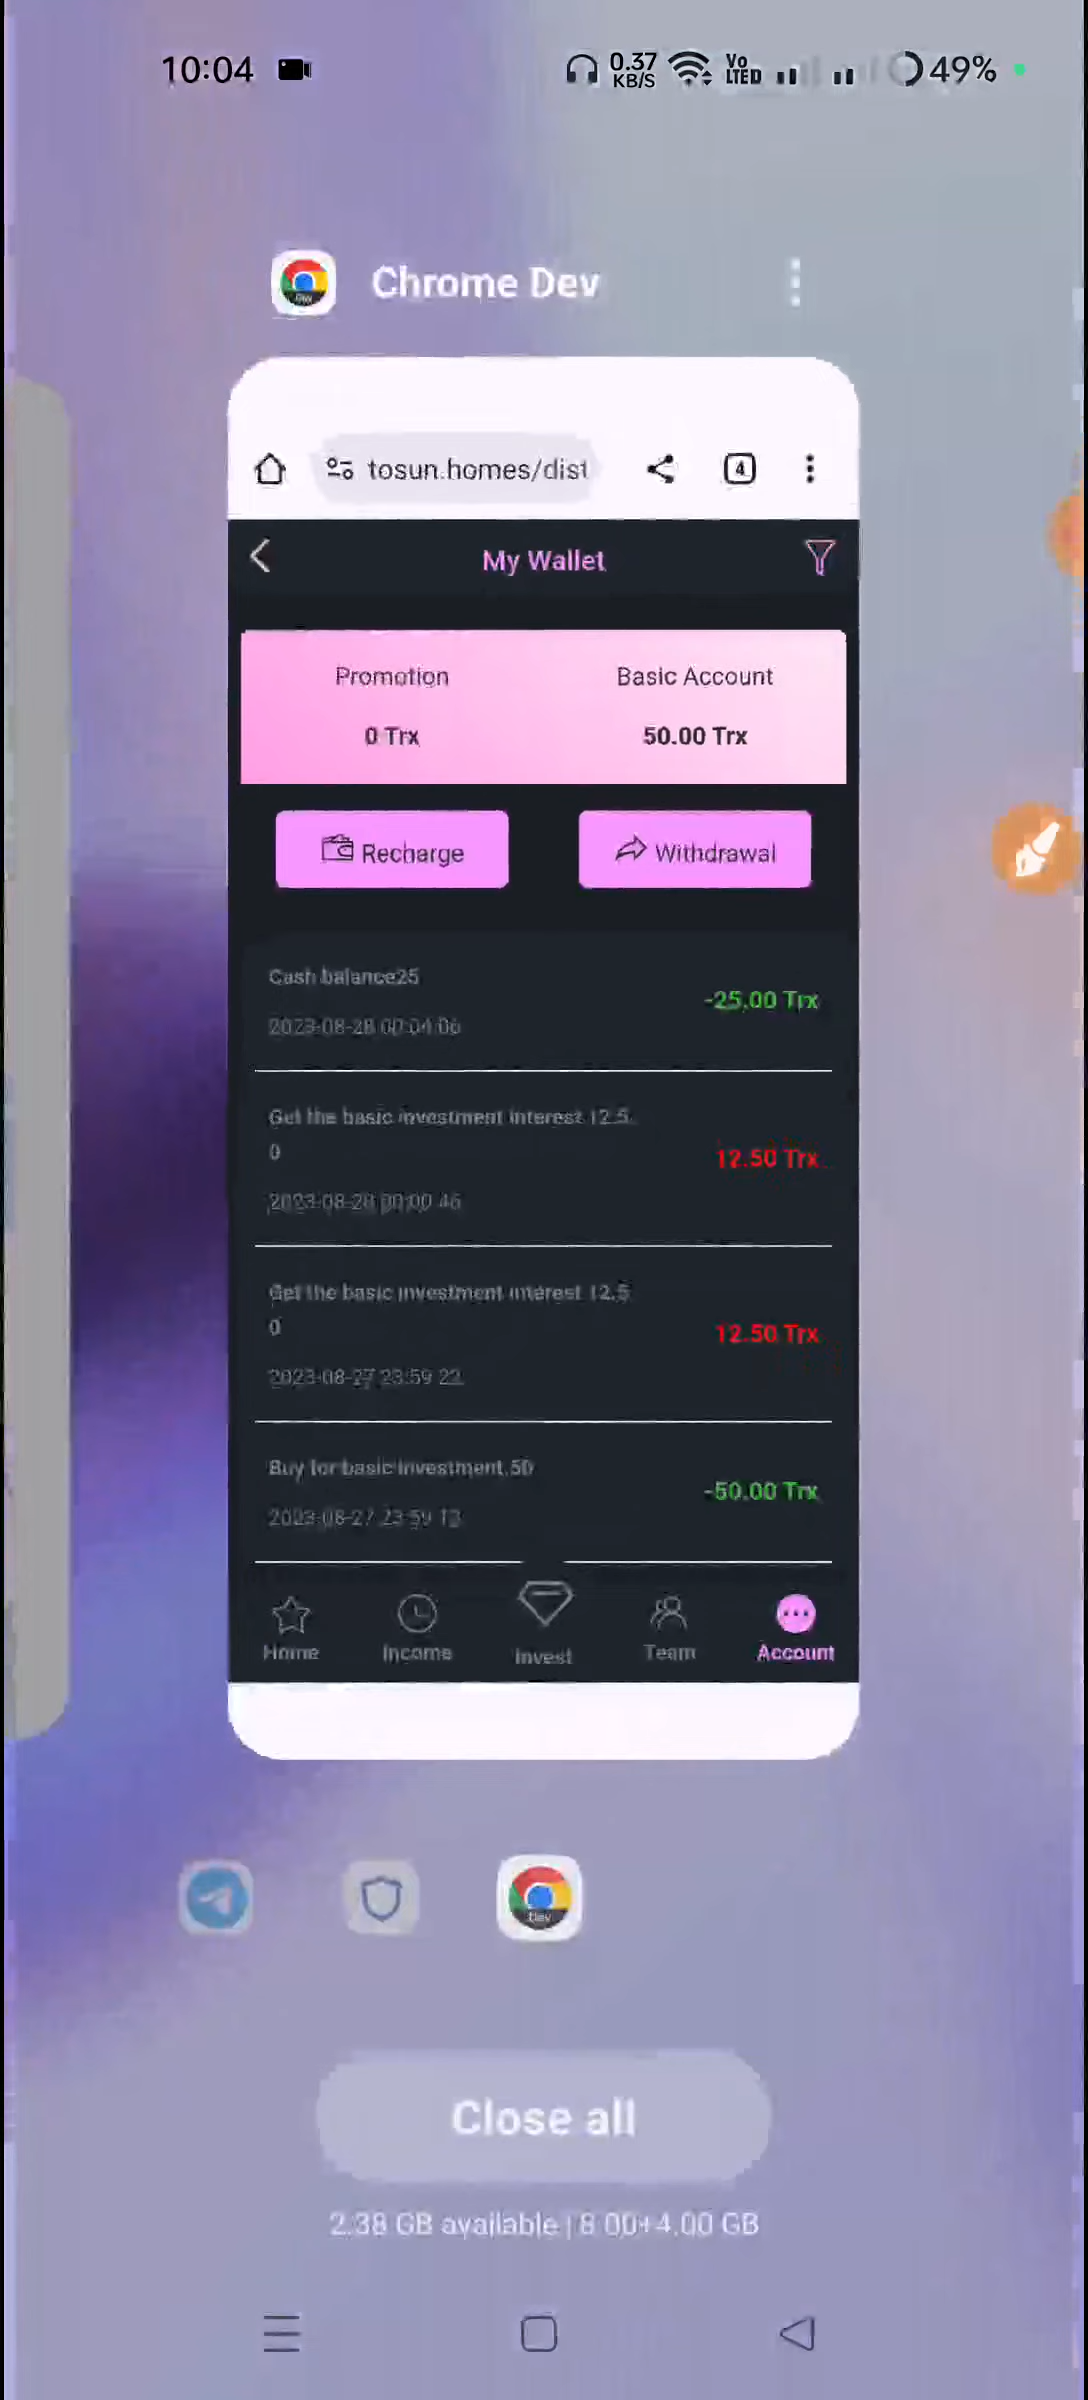 10:04
0.37
KB/S
Vo
LTED
49%
Chrome Dev
tosun.homes/dist
4
My Wallet
Promotion
Basic Account
0 Trx
50.00 Trx
Recharge
Withdrawal
Cash balance25
-25.00 Trx
2023-08-28 00:04:06
Get the basic investment interest 12.5
0
12.50 Trx
2023-08-28 00:00:46
Get the basic investment interest 12.5
0
12.50 Trx
2023-08-27 23:59:22
Buy for basic investment.50
-50.00 Trx
2023-08-27 23:59:12
Home
Income
Invest
Team
Account
Dev
Close all
2.38 GB available | 8.00+4.00 GB